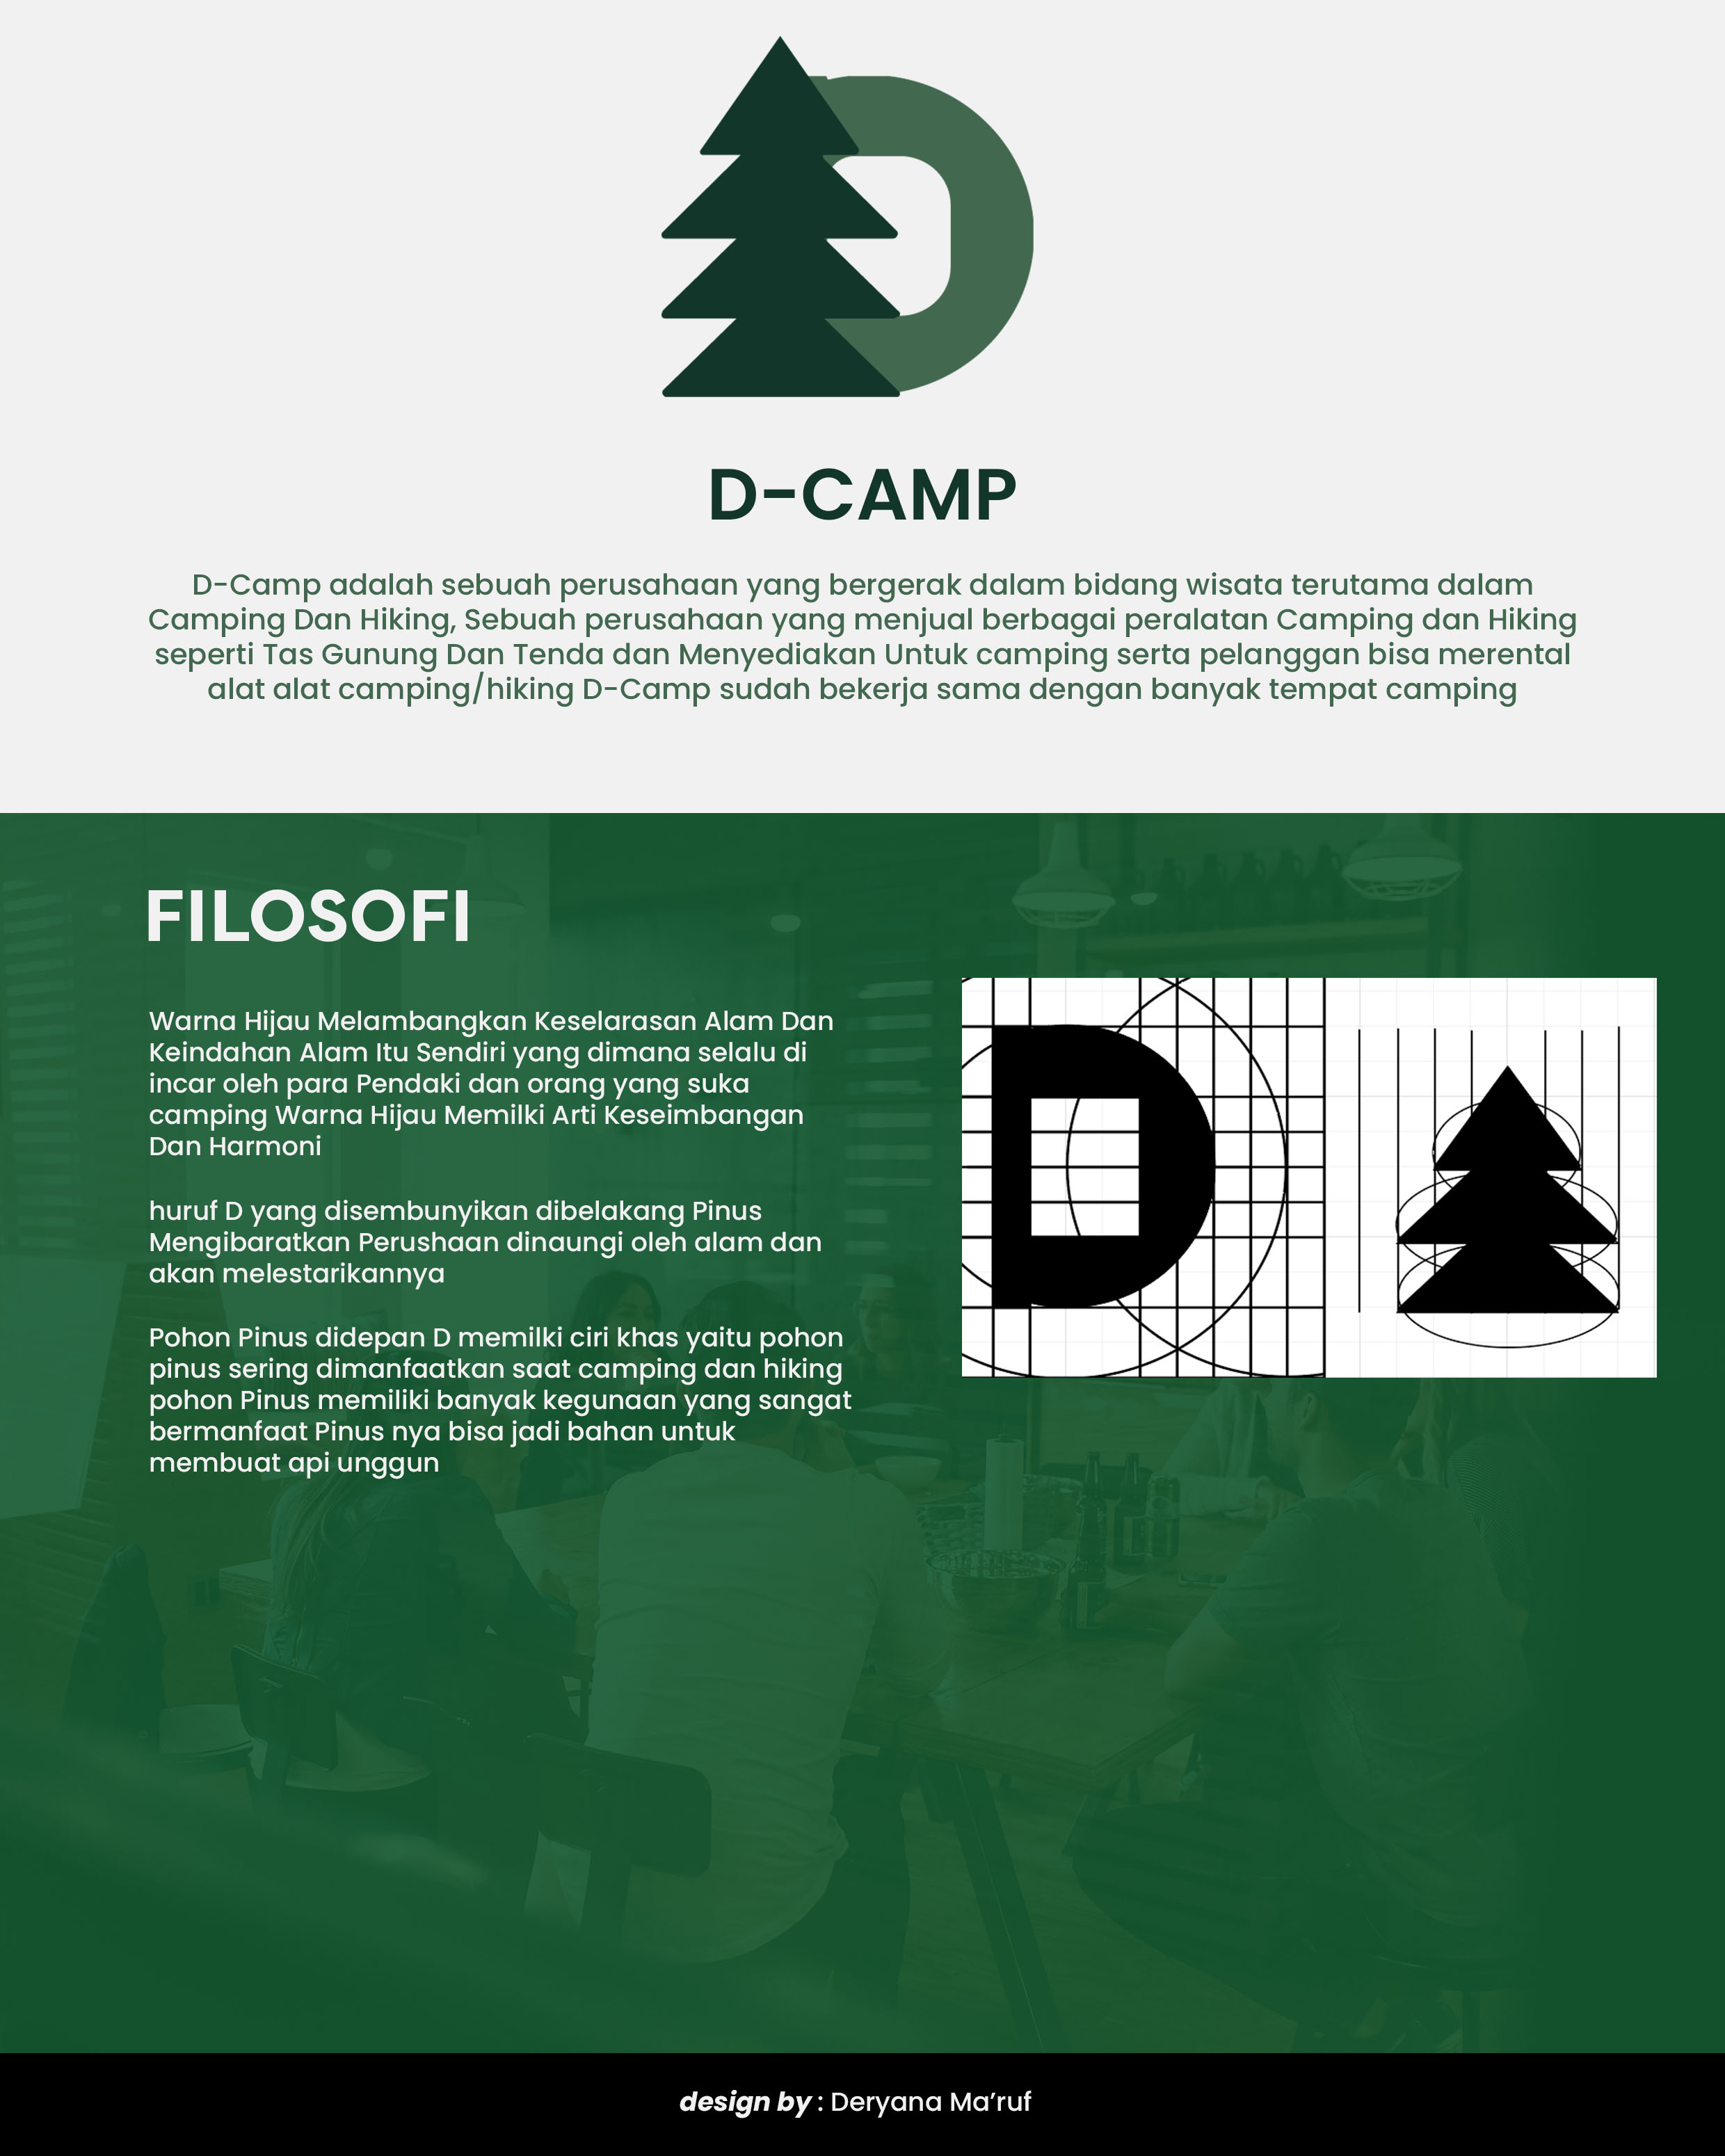 D-CAMP
D-Camp adalah sebuah perusahaan yang bergerak dalam bidang wisata terutama dalam
Camping Dan Hiking, Sebuah perusahaan yang menjual berbagai peralatan Camping dan Hiking
seperti Tas Gunung Dan Tenda dan Menyediakan Untuk camping serta pelanggan bisa merental
alat alat camping/hiking D-Camp sudah bekerja sama dengan banyak tempat camping
FILOSOFI
Warna Hijau Melambangkan Keselarasan Alam Dan
Keindahan Alam Itu Sendiri yang dimana selalu di
incar oleh para Pendaki dan orang yang suka
camping Warna Hijau Memilki Arti Keseimbangan
Dan Harmoni
huruf D yang disembunyikan dibelakang Pinus
Mengibaratkan Perushaan dinaungi oleh alam dan
akan melestarikannya
Pohon Pinus didepan D memilki ciri khas yaitu pohon
pinus sering dimanfaatkan saat camping dan hiking
pohon Pinus memiliki banyak kegunaan yang sangat
bermanfaat Pinus nya bisa jadi bahan untuk
membuat api unggun
D
design by : Deryana Ma’ruf